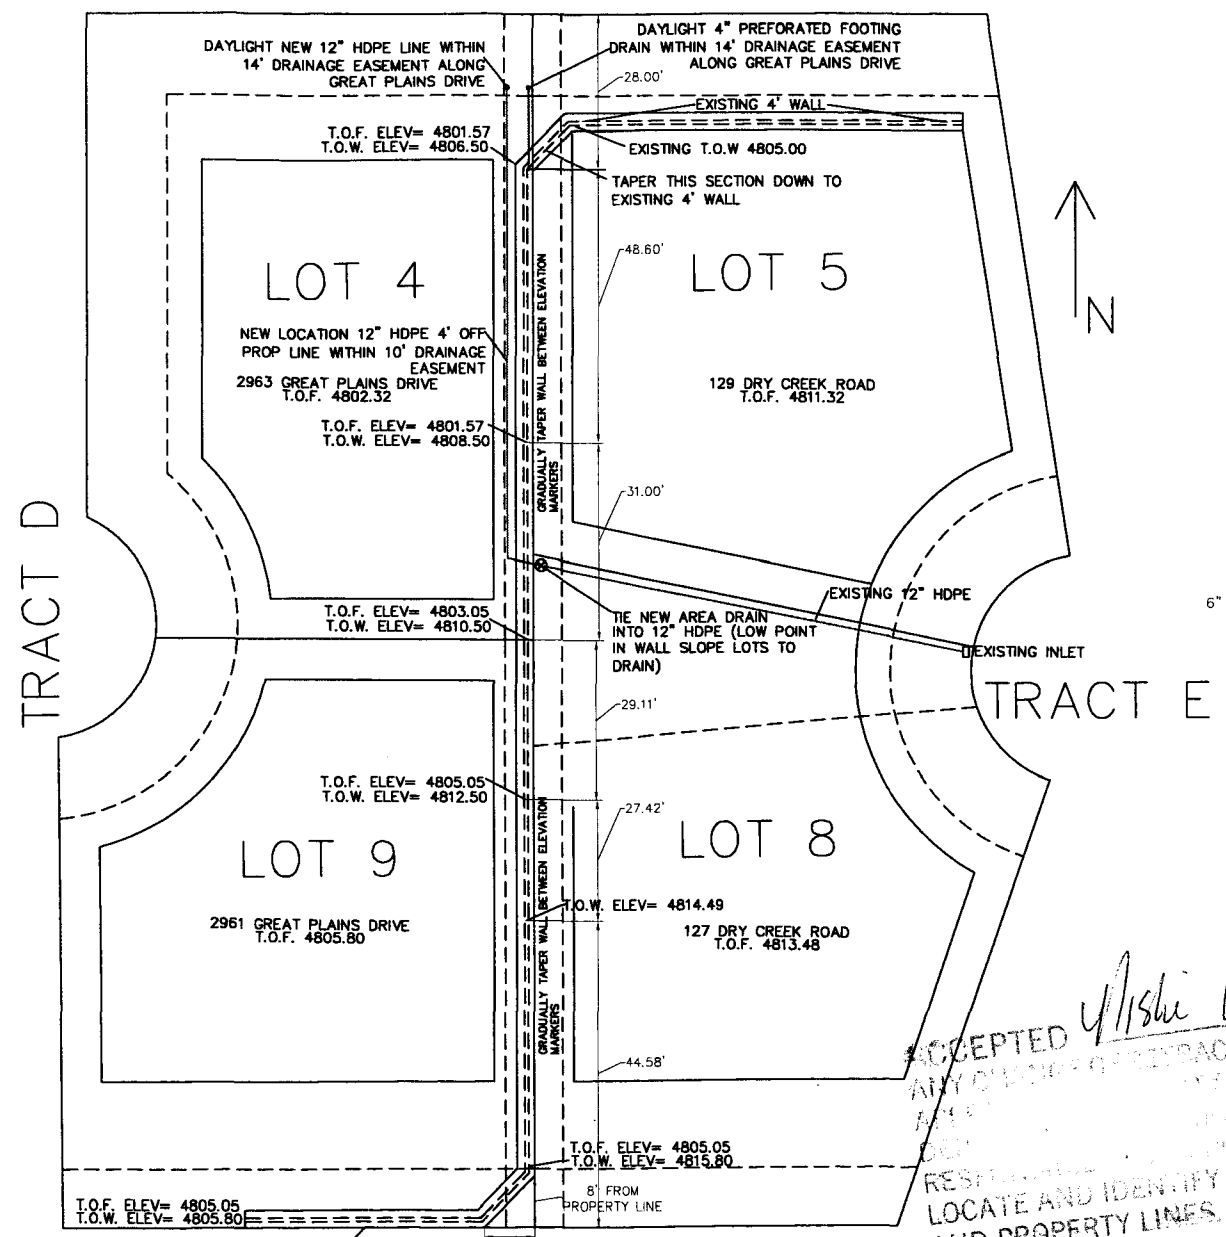 DAYLIGHT NEW 12" HDPE LINE WITHIN
14' DRAINAGE EASEMENT ALONG
GREAT PLAINS DRIVE
DAYLIGHT 4" PREFORATED FOOTING
DRAIN WITHIN 14' DRAINAGE EASEMENT
ALONG GREAT PLAINS DRIVE
28.00'
EXISTING 4' WALL
T.O.F. ELEV= 4801.57
T.O.W. ELEV= 4806.50
EXISTING T.O.W 4805.00
TAPER THIS SECTION DOWN TO
EXISTING 4' WALL
48.60'
LOT 4
LOT 5
N
NEW LOCATION 12" HDPE 4' OFF
PROP LINE WITHIN 10' DRAINAGE
EASEMENT
2963 GREAT PLAINS DRIVE
T.O.F. 4802.32
129 DRY CREEK ROAD
T.O.F. 4811.32
GRADUALLY TAPER WALL BETWEEN ELEVATION
MARKERS
T.O.F. ELEV= 4801.57
T.O.W. ELEV= 4808.50
31.00'
TRACT D
EXISTING 12" HDPE
6"
T.O.F. ELEV= 4803.05
T.O.W. ELEV= 4810.50
TIE NEW AREA DRAIN
INTO 12" HDPE (LOW POINT
IN WALL SLOPE LOTS TO
DRAIN)
EXISTING INLET
TRACT E
29.11'
T.O.F. ELEV= 4805.05
T.O.W. ELEV= 4812.50
27.42'
LOT 9
LOT 8
GRADUALLY TAPER WALL BETWEEN ELEVATION
MARKERS
T.O.W. ELEV= 4814.49
2961 GREAT PLAINS DRIVE
T.O.F. 4805.80
127 DRY CREEK ROAD
T.O.F. 4813.48
44.58'
ACCEPTED
ANY
LOCATE AND IDENTIFY
AND PROPERTY LINES.
T.O.F. ELEV= 4805.05
T.O.W. ELEV= 4815.80
8' FROM
PROPERTY LINE
T.O.F. ELEV= 4805.05
T.O.W. ELEV= 4805.80